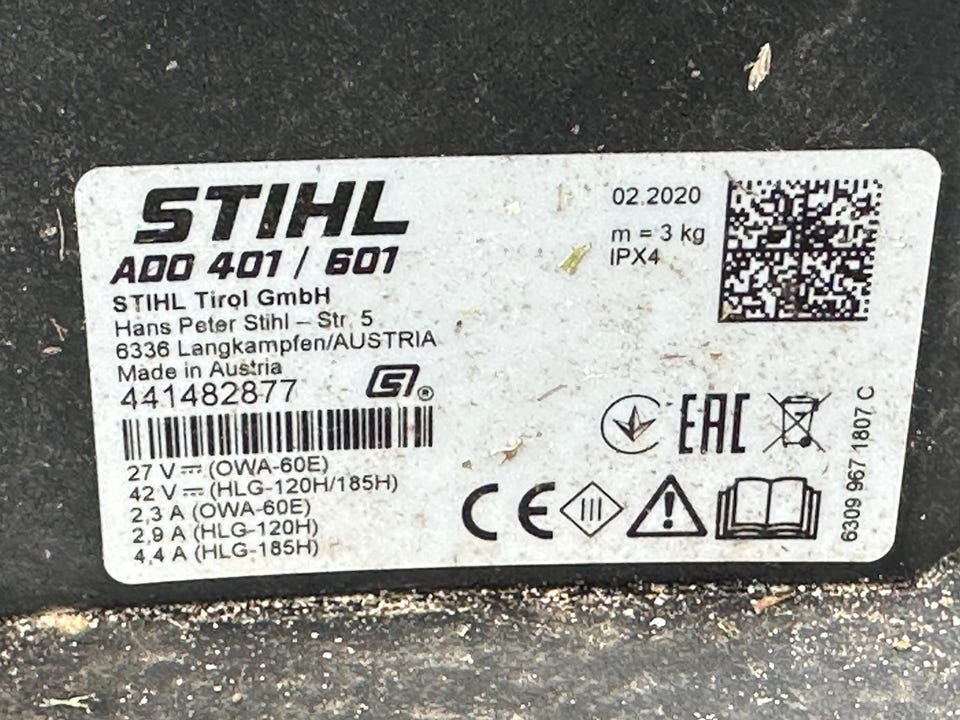 STIHL
ADO 401 / 601
STIHL Tirol GmbH
Hans Peter Stihl – Str. 5
6336 Langkampfen/AUSTRIA
Made in Austria
441482877
S®
27 V⎓(OWA-60E)
42 V⎓(HLG-120H/185H)
2,3 A (OWA-60E)
2,9 A (HLG-120H)
4,4 A (HLG-185H)
02.2020
m = 3 kg
IPX4
EAC
CE
III
6309 967 1807 C